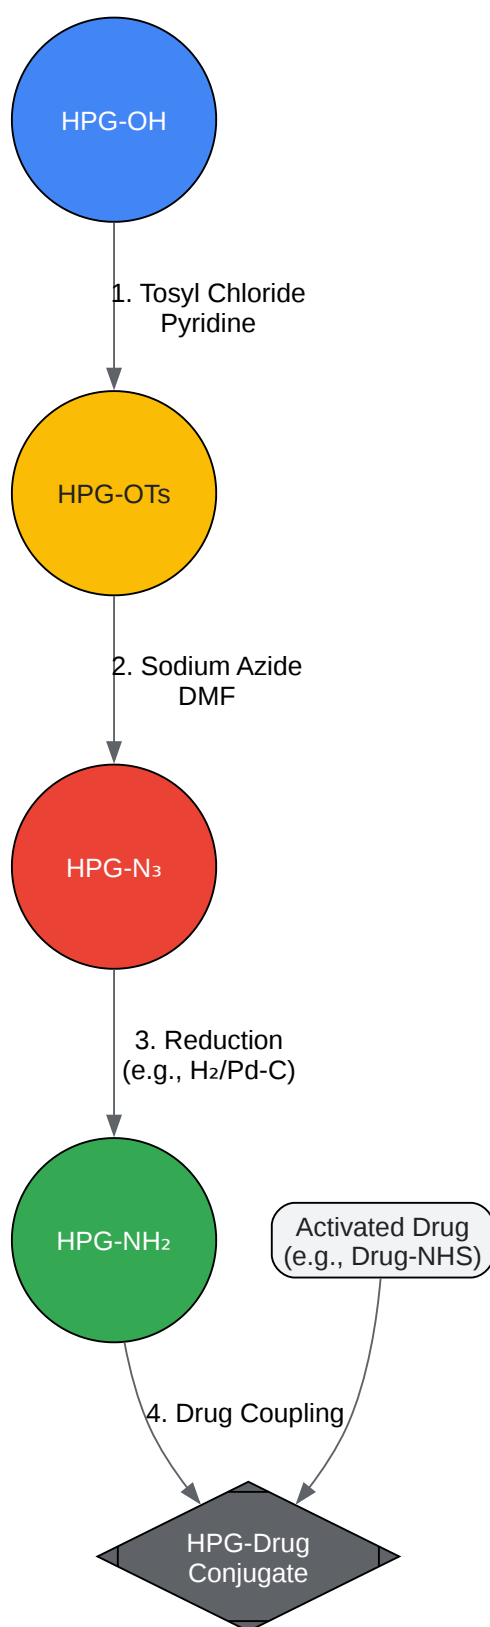 HPG-OH
1. Tosyl Chloride
Pyridine
HPG-OTs
2. Sodium Azide
DMF
HPG-N₃
3. Reduction
(e.g., H₂/Pd-C)
HPG-NH₂
Activated Drug
(e.g., Drug-NHS)
4. Drug Coupling
HPG-Drug
Conjugate